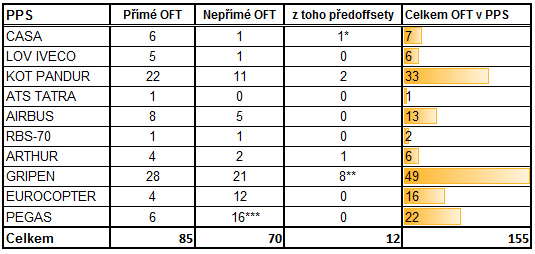 PPS Přímé OFT Nepřímé OFT z toho předoffsety Celkem OFT v PPS
CASA 6 1 1* 7
LOV IVECO 5 1 0 6
KOT PANDUR 22 11 2 33
ATS TATRA 1 0 0 1
AIRBUS 8 5 0 13
RBS-70 1 1 0 2
ARTHUR 4 2 1 6
GRIPEN 28 21 8** 49
EUROCOPTER 4 12 0 16
PEGAS 6 16*** 0 22
Celkem 85 70 12 155